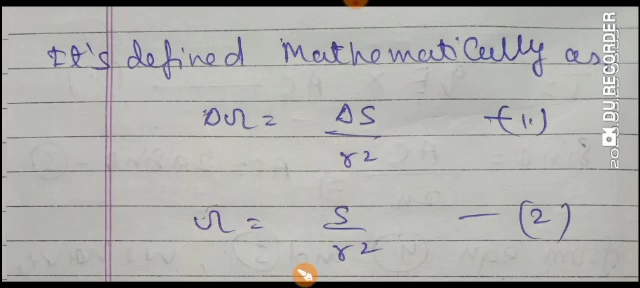 It's defined Mathematically as
ΔΩ = ΔS / r2 -(1.)
Ω = S / r2 - (2)
DU RECORDER